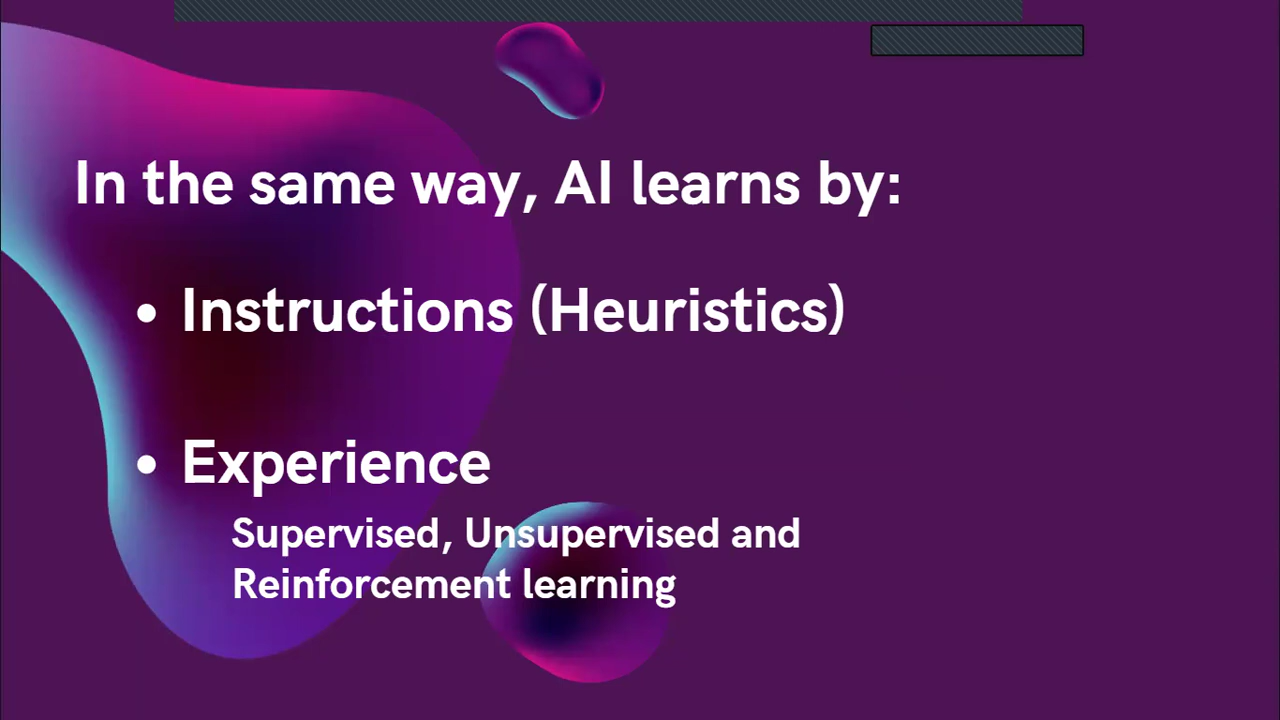 In the same way, AI learns by:
• Instructions (Heuristics)
• Experience
Supervised, Unsupervised and
Reinforcement learning